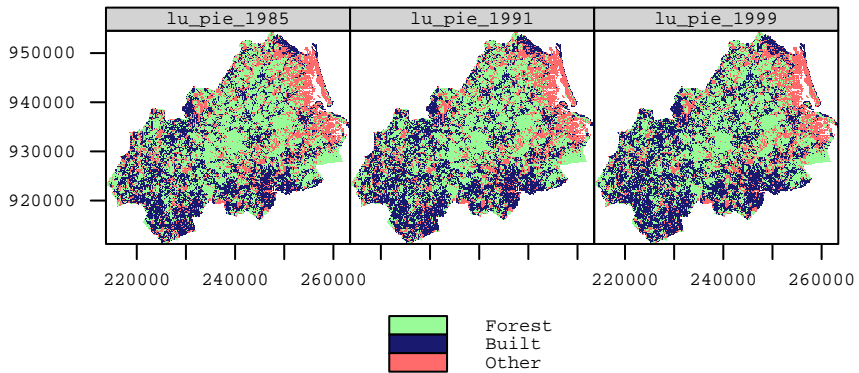 lu_pie_1985 lu_pie_1991 lu_pie_1999
950000
940000
930000
920000
220000 240000 260000 220000 240000 260000
Forest
Built
Other